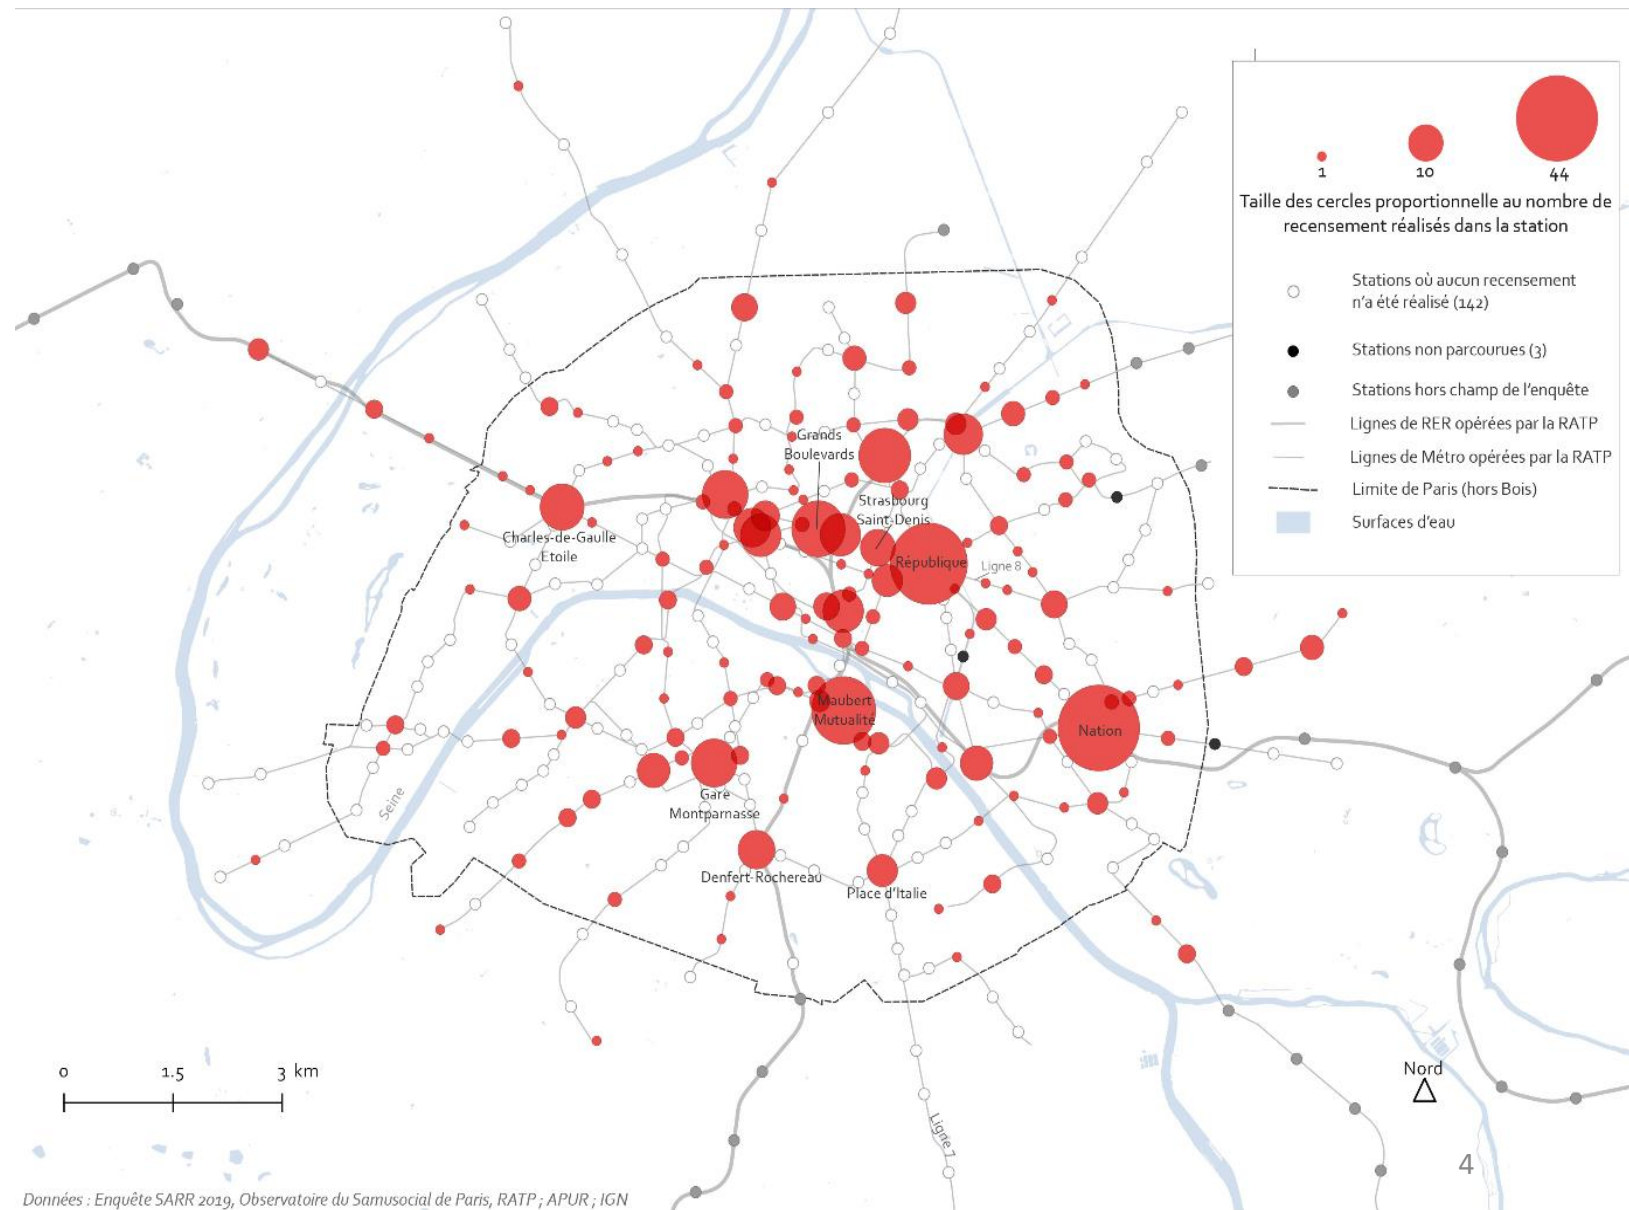 1
10
44
Taille des cercles proportionnelle au nombre de
recensement réalisés dans la station
Stations où aucun recensement
n'a été réalisé (142)
Stations non parcourues (3)
Stations hors champ de l'enquête
Lignes de RER opérées par la RATP
Lignes de Métro opérées par la RATP
Limite de Paris (hors Bois)
Surfaces d'eau
Grands
Boulevards
Strasbourg
Saint-Denis
Charles-de-Gaulle
Etoile
République
Ligne 8
Maubert
Mutualité
Nation
Seine
Gare
Montparnasse
Denfert-Rochereau
Place d'Italie
0
1.5
3 km
Nord
Ligne 7
4
Données : Enquête SARR 2019, Observatoire du Samusocial de Paris, RATP ; APUR ; IGN